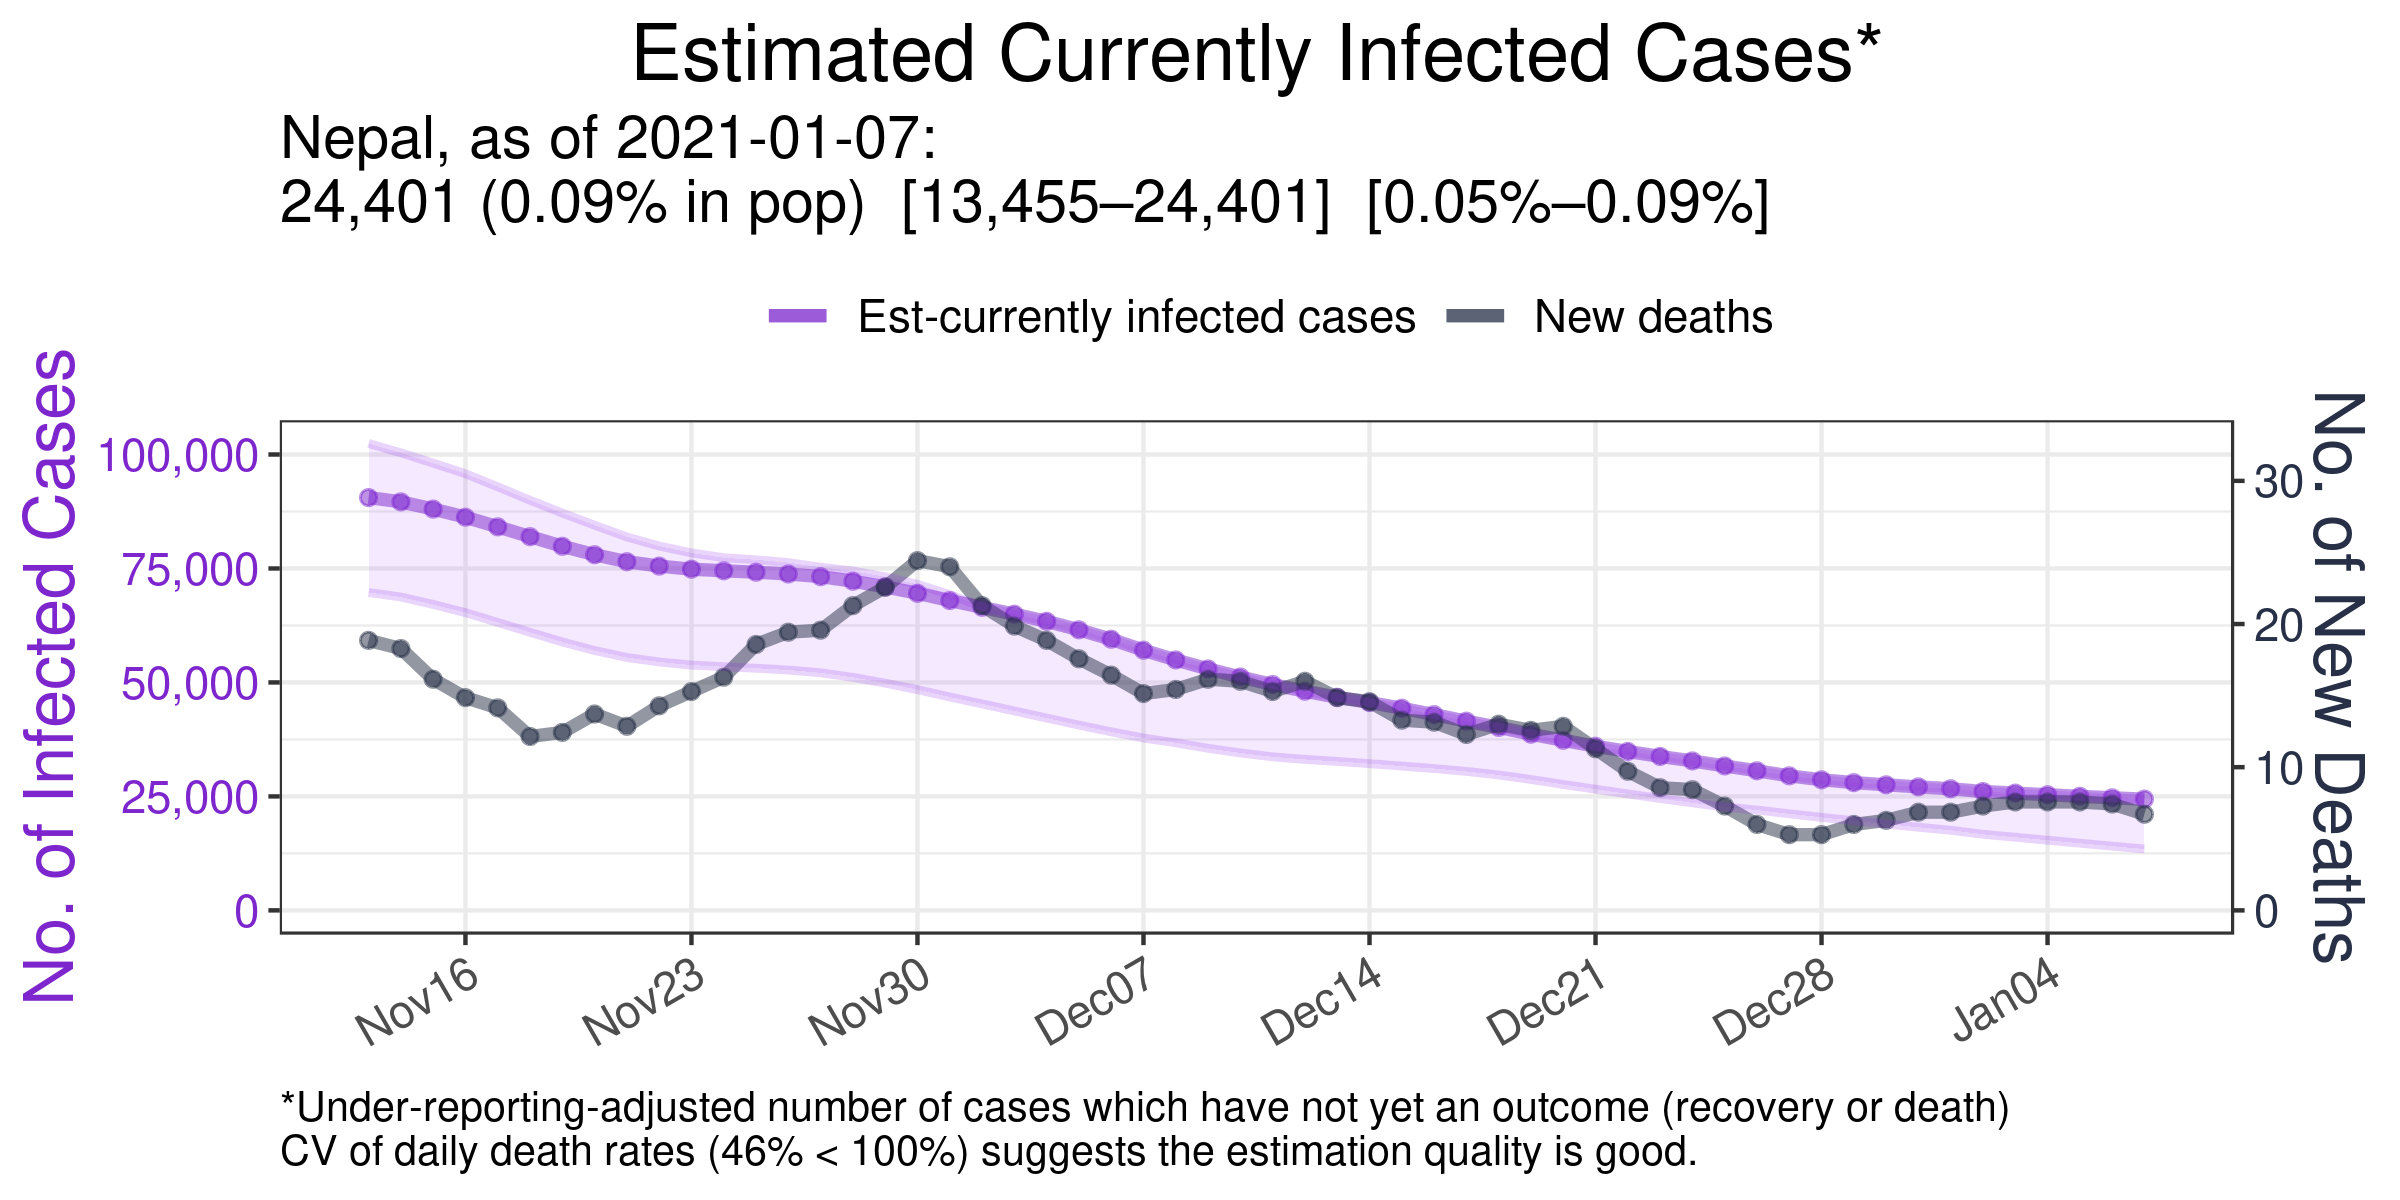 Estimated Currently Infected Cases*
Nepal, as of 2021-01-07:
24,401 (0.09% in pop)  [13,455–24,401]  [0.05%–0.09%]
Est-currently infected cases
New deaths
No. of Infected Cases
100,000
75,000
50,000
25,000
0
No. of New Deaths
30
20
10
0
Nov16
Nov23
Nov30
Dec07
Dec14
Dec21
Dec28
Jan04
*Under-reporting-adjusted number of cases which have not yet an outcome (recovery or death)
CV of daily death rates (46% < 100%) suggests the estimation quality is good.